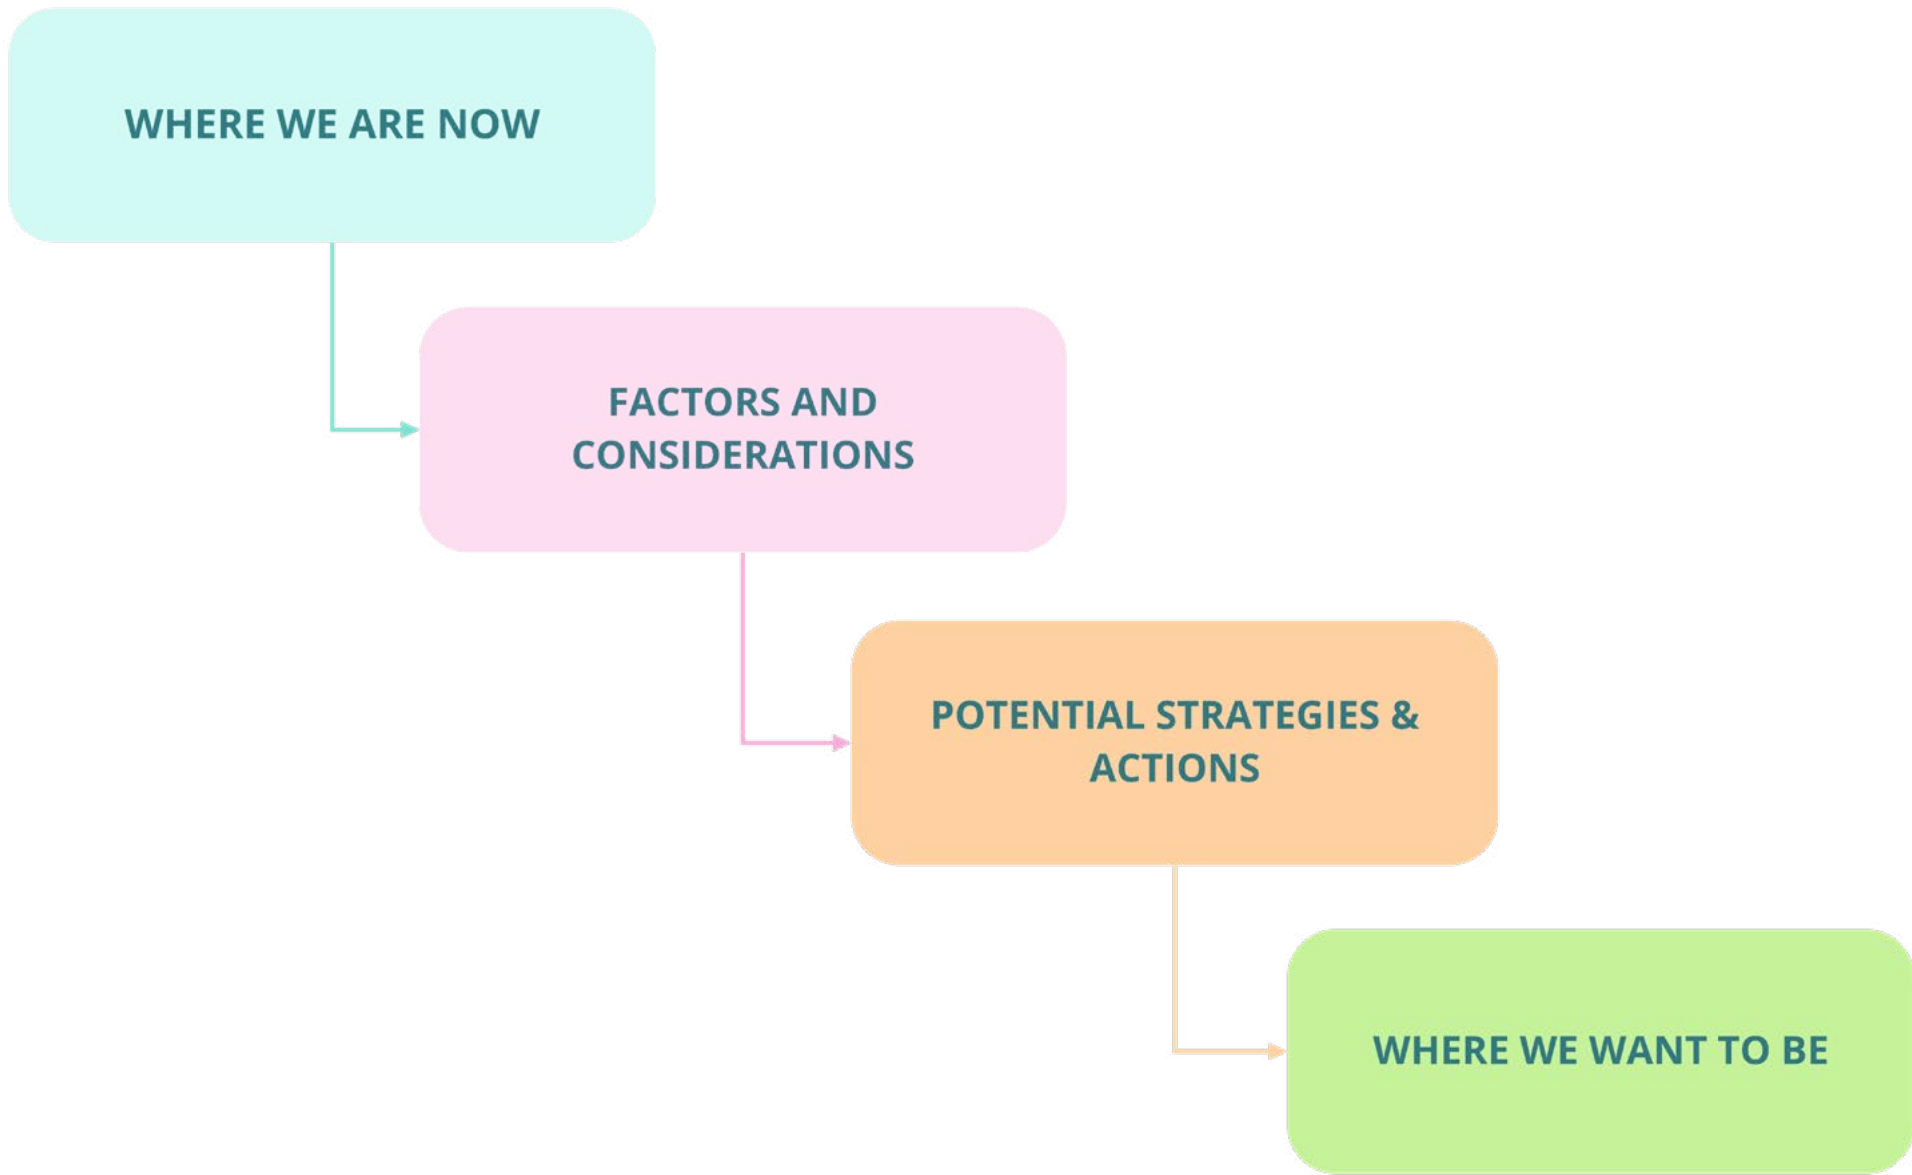 WHERE WE ARE NOW
FACTORS AND
CONSIDERATIONS
POTENTIAL STRATEGIES &
ACTIONS
WHERE WE WANT TO BE